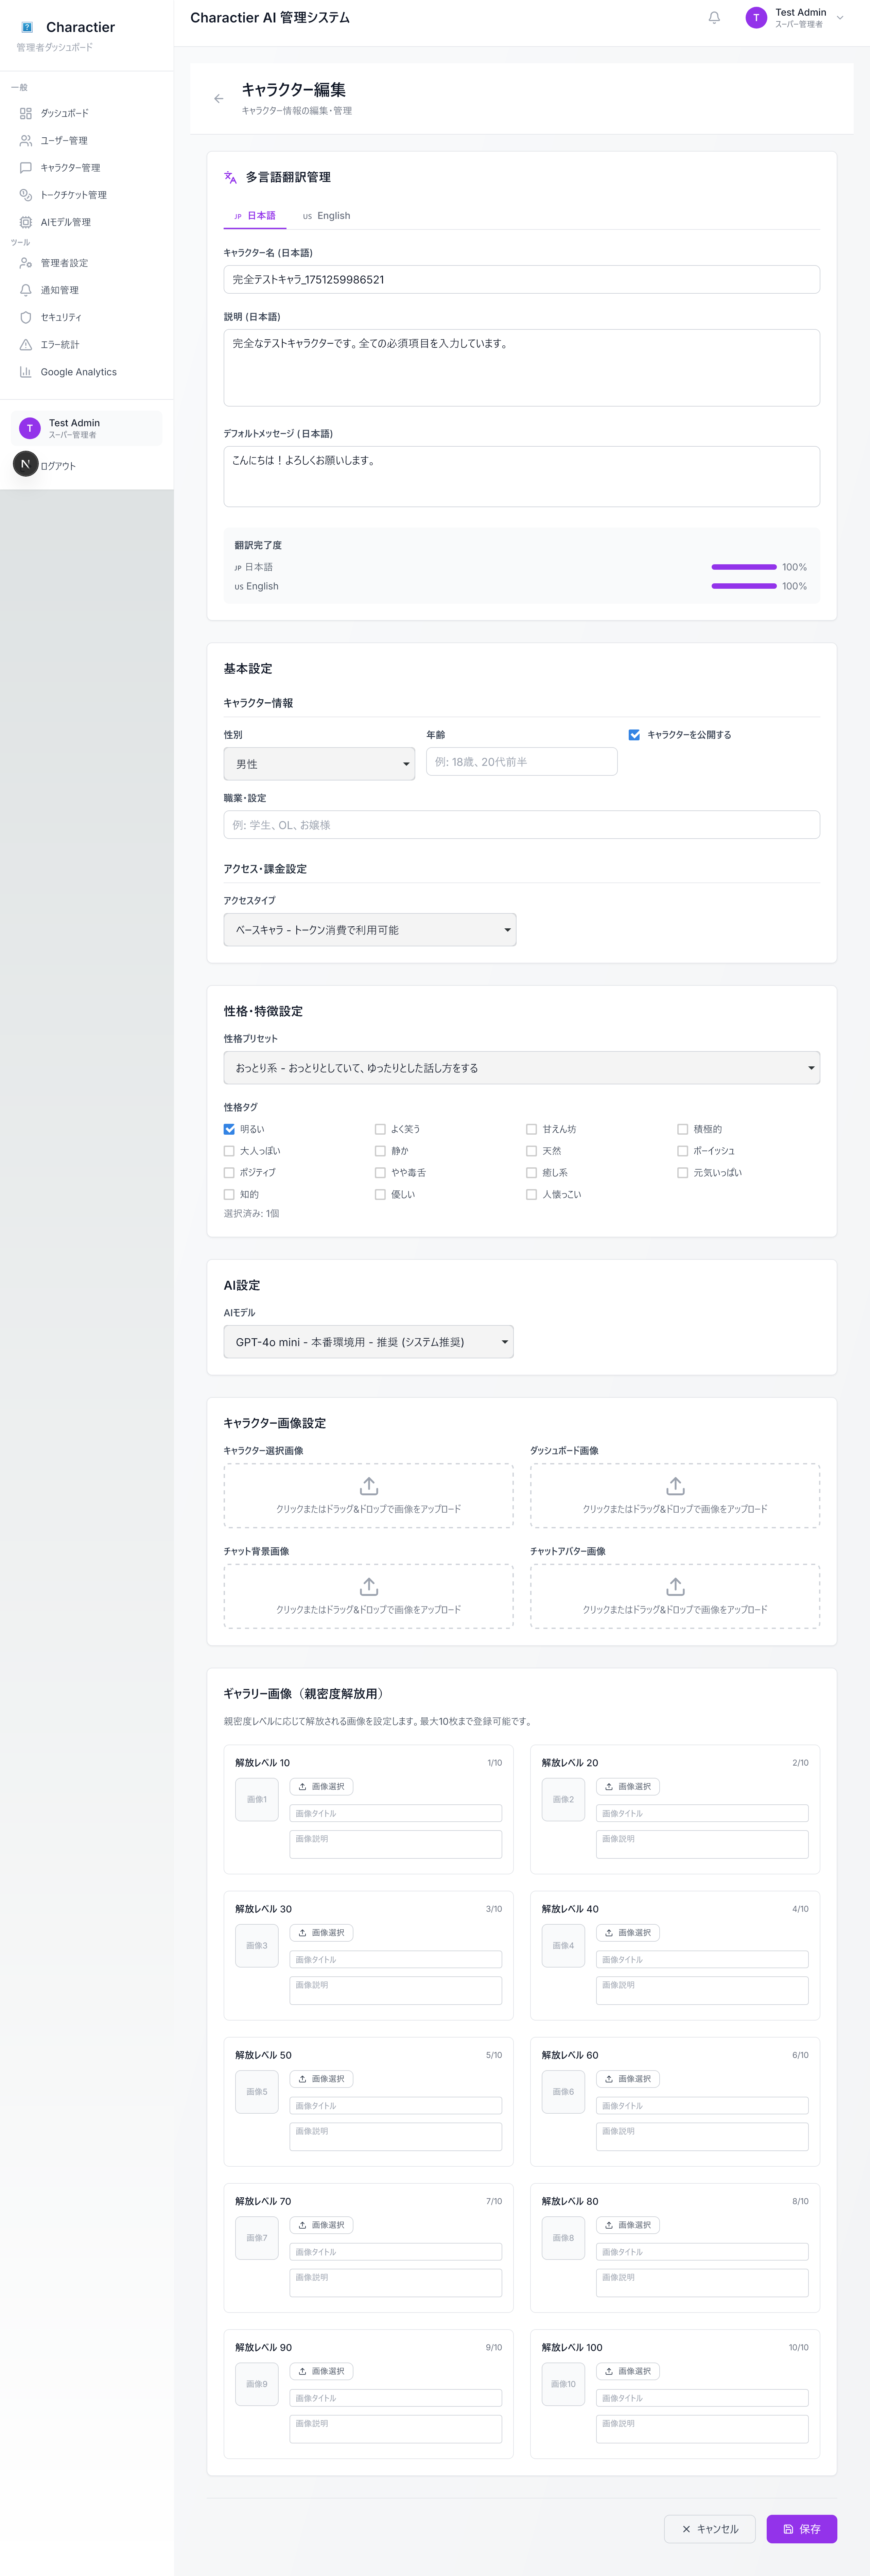 Charactier
管理者ダッシュボード
一般
ダッシュボード
ユーザー管理
キャラクター管理
トークチケット管理
AIモデル管理
ツール
管理者設定
通知管理
セキュリティ
エラー統計
Google Analytics
T
Test Admin
スーパー管理者
N
ログアウト
Charactier AI 管理システム
T
Test Admin
スーパー管理者
キャラクター編集
キャラクター情報の編集・管理
多言語翻訳管理
JP 日本語
US English
キャラクター名 (日本語)
完全テストキャラ_1751259986521
説明 (日本語)
完全なテストキャラクターです。全ての必須項目を入力しています。
デフォルトメッセージ (日本語)
こんにちは！よろしくお願いします。
翻訳完了度
JP 日本語 100%
US English 100%
基本設定
キャラクター情報
性別
男性
年齢
例: 18歳、20代前半
キャラクターを公開する
職業・設定
例: 学生、OL、お嬢様
アクセス・課金設定
アクセスタイプ
ベースキャラ - トークン消費で利用可能
性格・特徴設定
性格プリセット
おっとり系 - おっとりとしていて、ゆったりとした話し方をする
性格タグ
明るい よく笑う 甘えん坊 積極的
大人っぽい 静か 天然 ボーイッシュ
ポジティブ やや毒舌 癒し系 元気いっぱい
知的 優しい 人懐っこい
選択済み: 1個
AI設定
AIモデル
GPT-4o mini - 本番環境用 - 推奨 (システム推奨)
キャラクター画像設定
キャラクター選択画像
クリックまたはドラッグ&ドロップで画像をアップロード
ダッシュボード画像
クリックまたはドラッグ&ドロップで画像をアップロード
チャット背景画像
クリックまたはドラッグ&ドロップで画像をアップロード
チャットアバター画像
クリックまたはドラッグ&ドロップで画像をアップロード
ギャラリー画像（親密度解放用）
親密度レベルに応じて解放される画像を設定します。最大10枚まで登録可能です。
解放レベル 10 1/10
画像1
画像選択
画像タイトル
画像説明
解放レベル 20 2/10
画像2
画像選択
画像タイトル
画像説明
解放レベル 30 3/10
画像3
画像選択
画像タイトル
画像説明
解放レベル 40 4/10
画像4
画像選択
画像タイトル
画像説明
解放レベル 50 5/10
画像5
画像選択
画像タイトル
画像説明
解放レベル 60 6/10
画像6
画像選択
画像タイトル
画像説明
解放レベル 70 7/10
画像7
画像選択
画像タイトル
画像説明
解放レベル 80 8/10
画像8
画像選択
画像タイトル
画像説明
解放レベル 90 9/10
画像9
画像選択
画像タイトル
画像説明
解放レベル 100 10/10
画像10
画像選択
画像タイトル
画像説明
キャンセル
保存